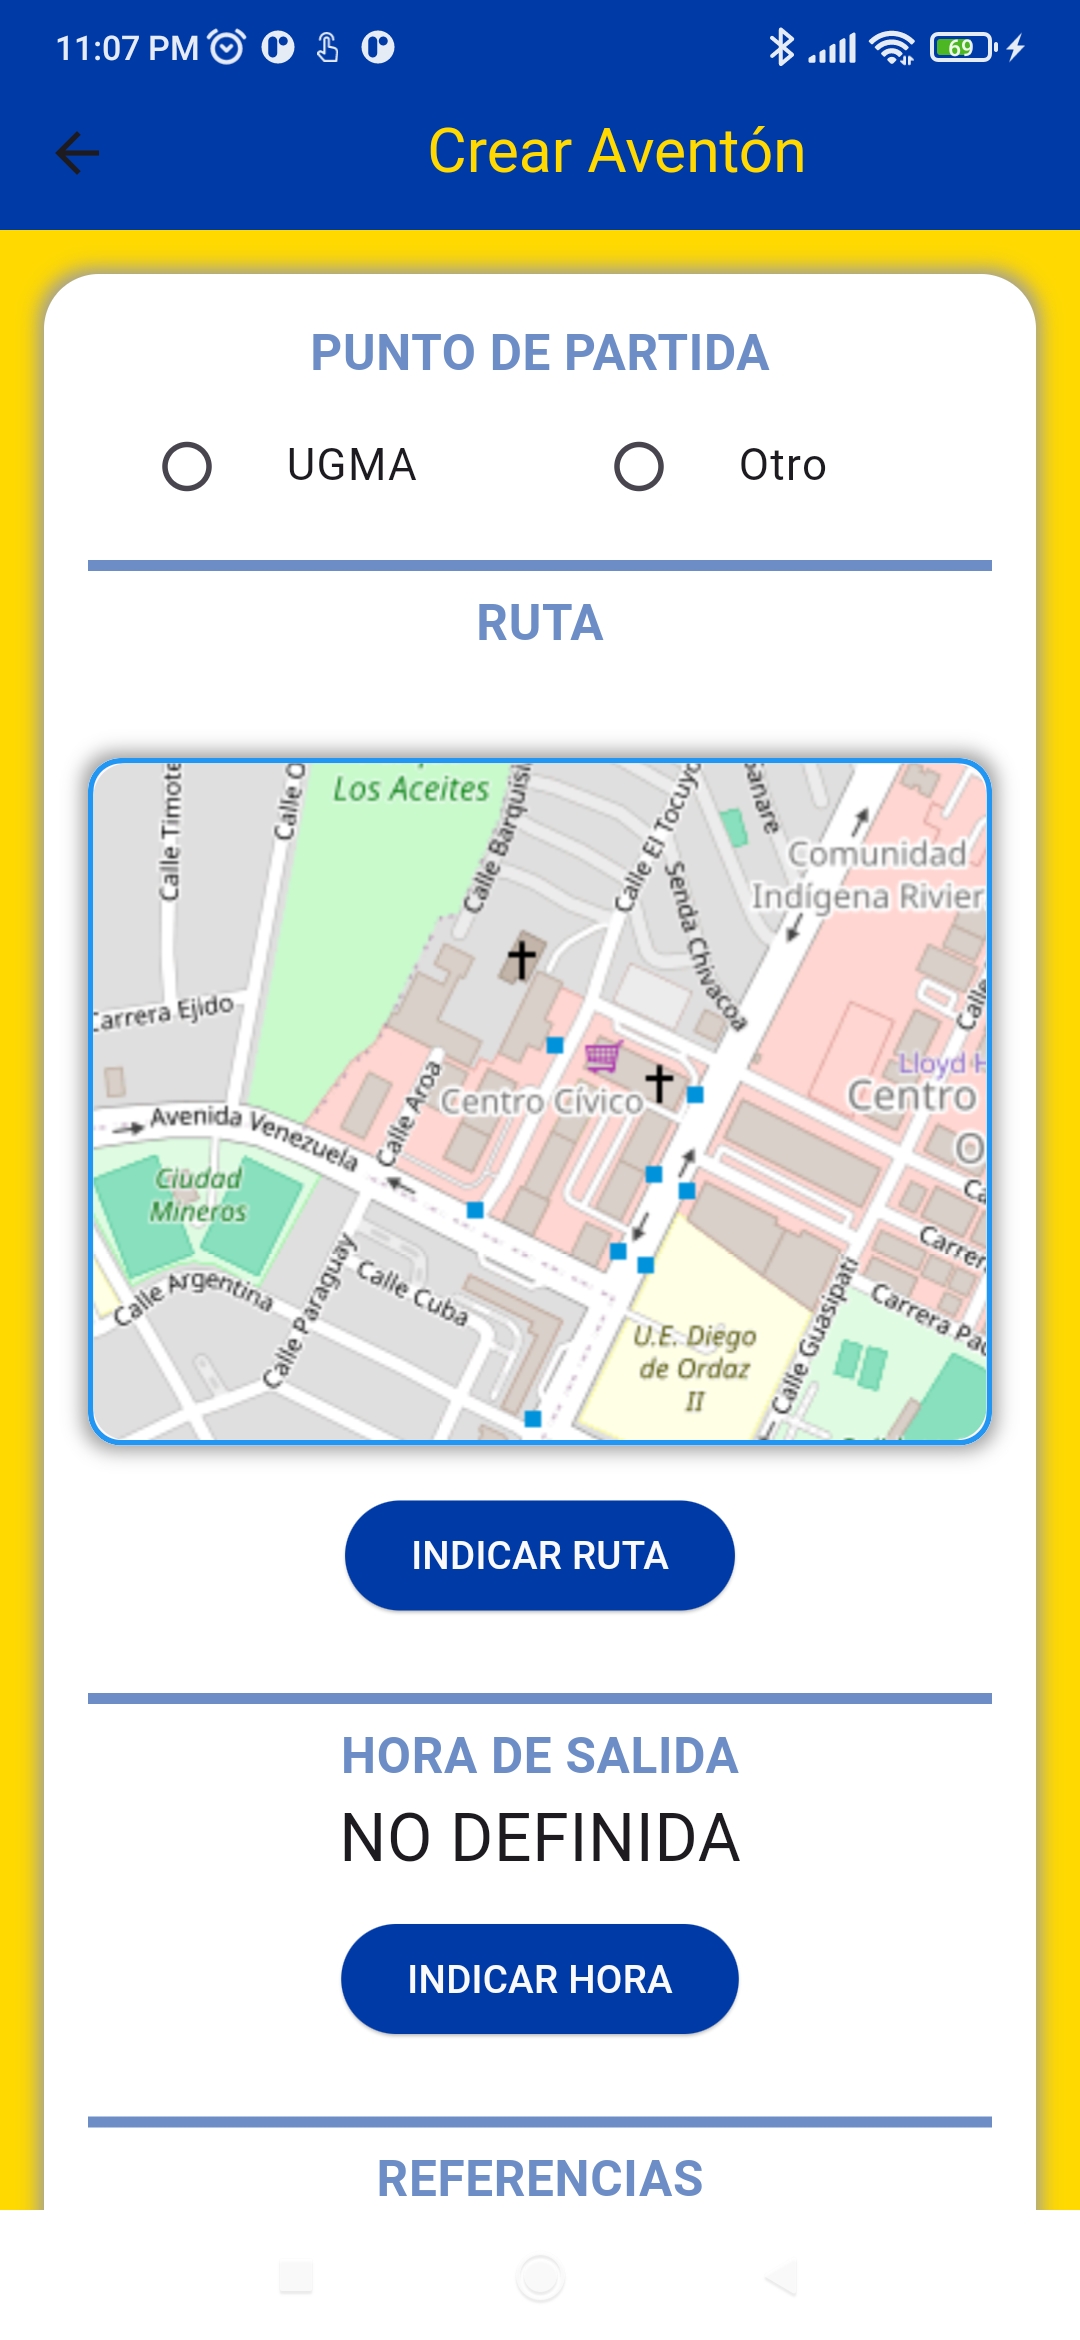 11:07 PM
69
Crear Aventón
PUNTO DE PARTIDA
UGMA
Otro
RUTA
Los Aceites
Calle Timote
Calle O
Calle Barquisi
Calle El Tocuyo
Senda Chivacoa
Comunidad
Indígena Rivier
Carrera Ejido
Calle
Lloyd H
Centro
O
Centro Cívico
Calle Aroa
Avenida Venezuela
Ciudad
Mineros
Calle Argentina
Calle Paraguay
Calle Cuba
Ca
Carrer
Carrera Pa
U.E. Diego
de Ordaz
II
Calle Guasipati
INDICAR RUTA
HORA DE SALIDA
NO DEFINIDA
INDICAR HORA
REFERENCIAS